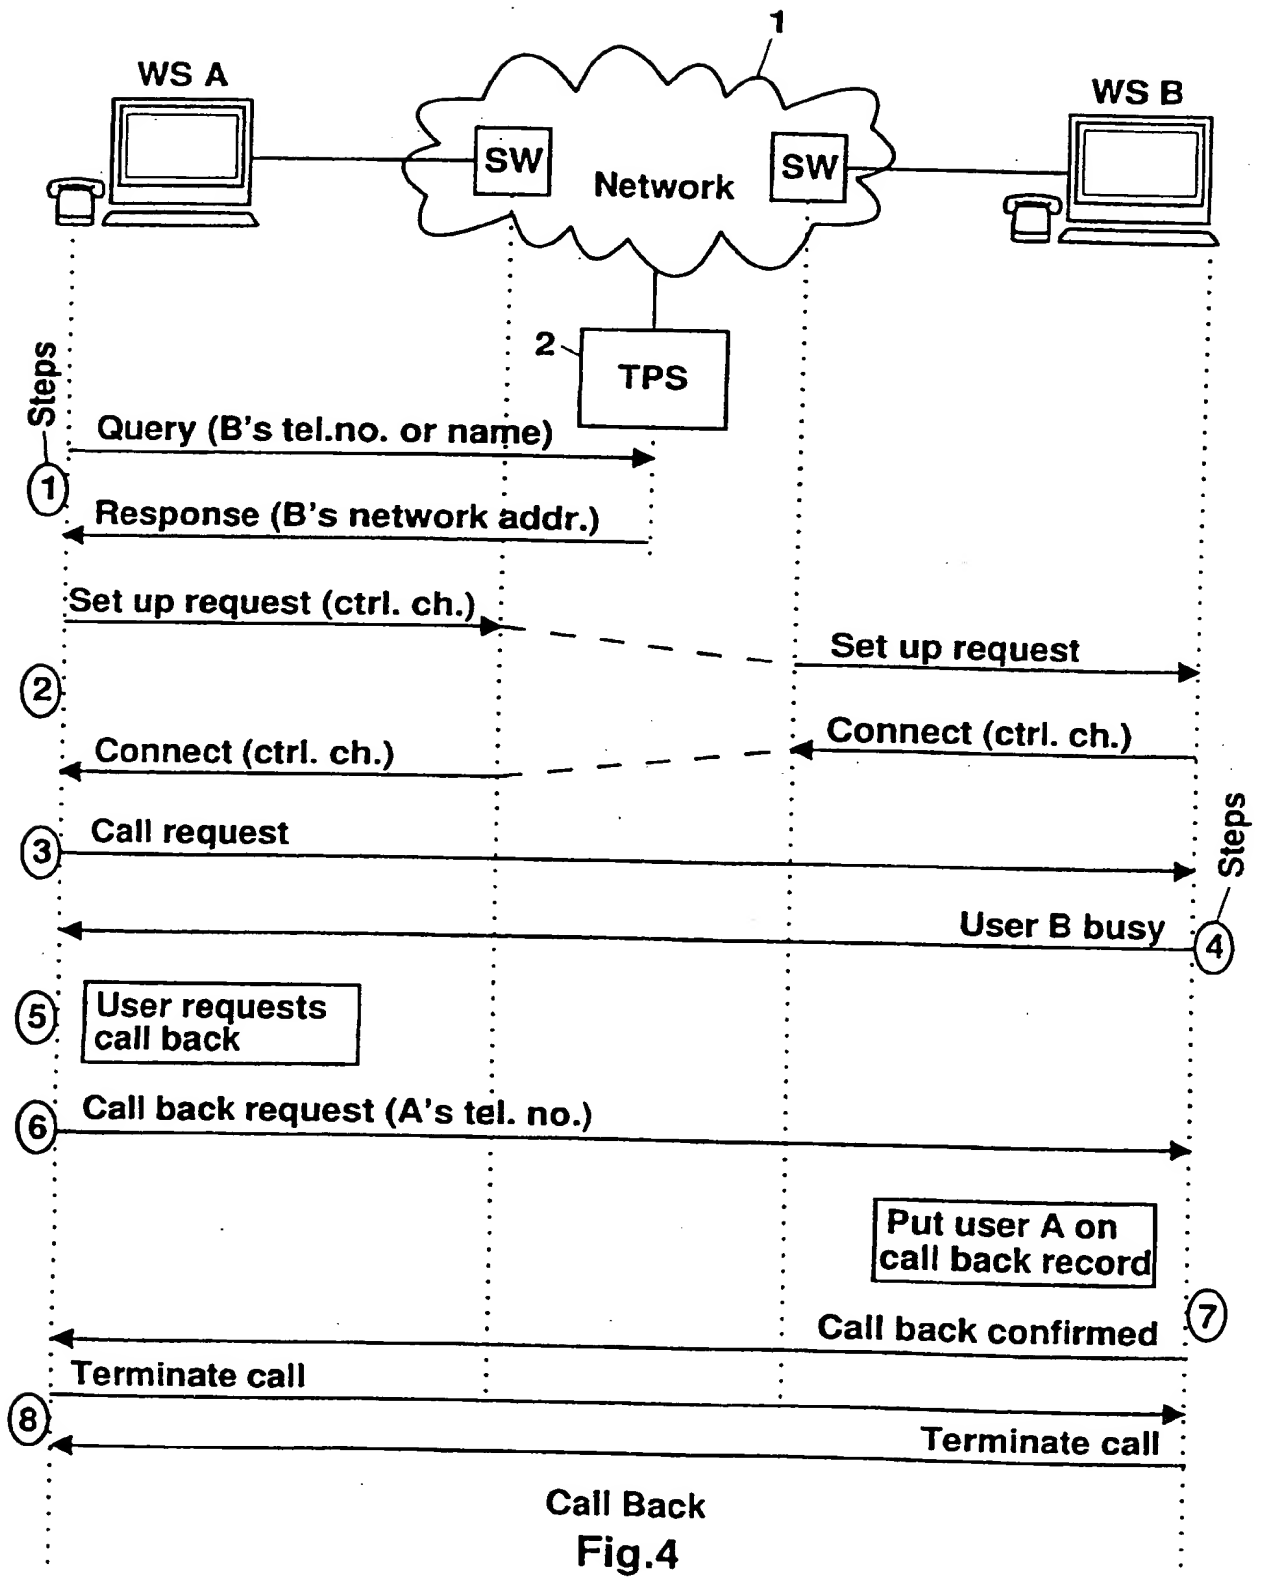 1
WS A
WS B
SW
SW
Network
2
TPS
Steps
Query (B's tel.no. or name)
1
Response (B's network addr.)
Set up request (ctrl. ch.)
Set up request
2
Connect (ctrl. ch.)
Connect (ctrl. ch.)
Steps
Call request
3
User B busy
4
5
User requests
call back
Call back request (A's tel. no.)
6
Put user A on
call back record
7
Call back confirmed
Terminate call
8
Terminate call
Call Back
Fig.4